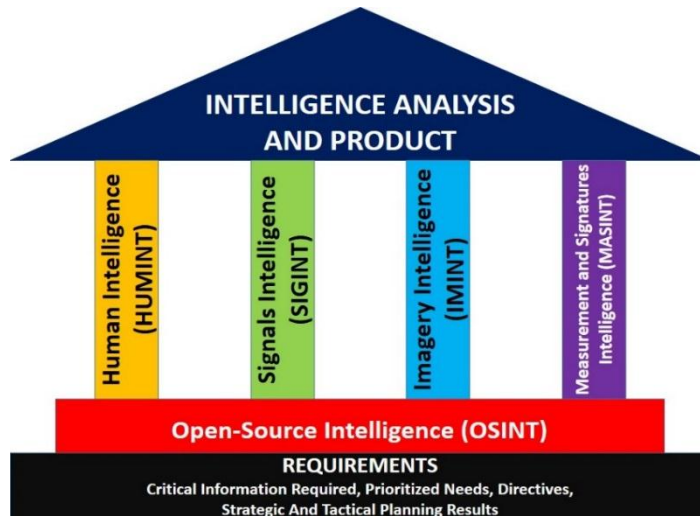 INTELLIGENCE ANALYSIS
AND PRODUCT
Human Intelligence
(HUMINT)
Signals Intelligence
(SIGINT)
Imagery Intelligence
(IMINT)
Measurement and Signatures
Intelligence (MASINT)
Open-Source Intelligence (OSINT)
REQUIREMENTS
Critical Information Required, Prioritized Needs, Directives,
Strategic And Tactical Planning Results